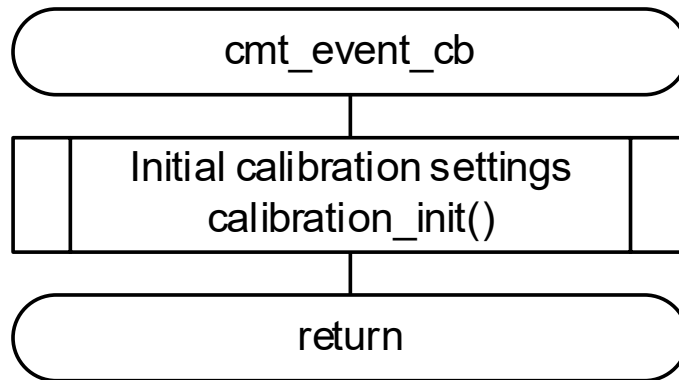 cmt_event_cb
Initial calibration settings
calibration_init()
return